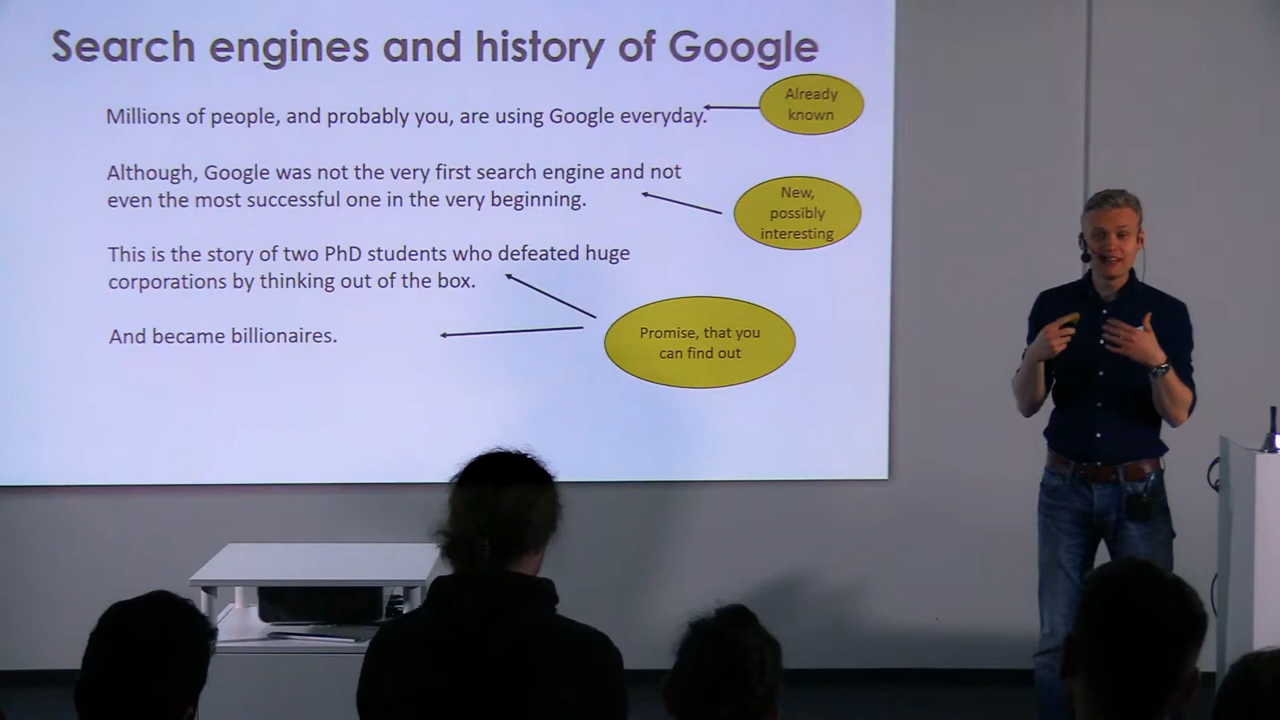 Search engines and history of Google
Already
known
Millions of people, and probably you, are using Google everyday.
Although, Google was not the very first search engine and not
even the most successful one in the very beginning.
New,
possibly
interesting
This is the story of two PhD students who defeated huge
corporations by thinking out of the box.
And became billionaires.
Promise, that you
can find out